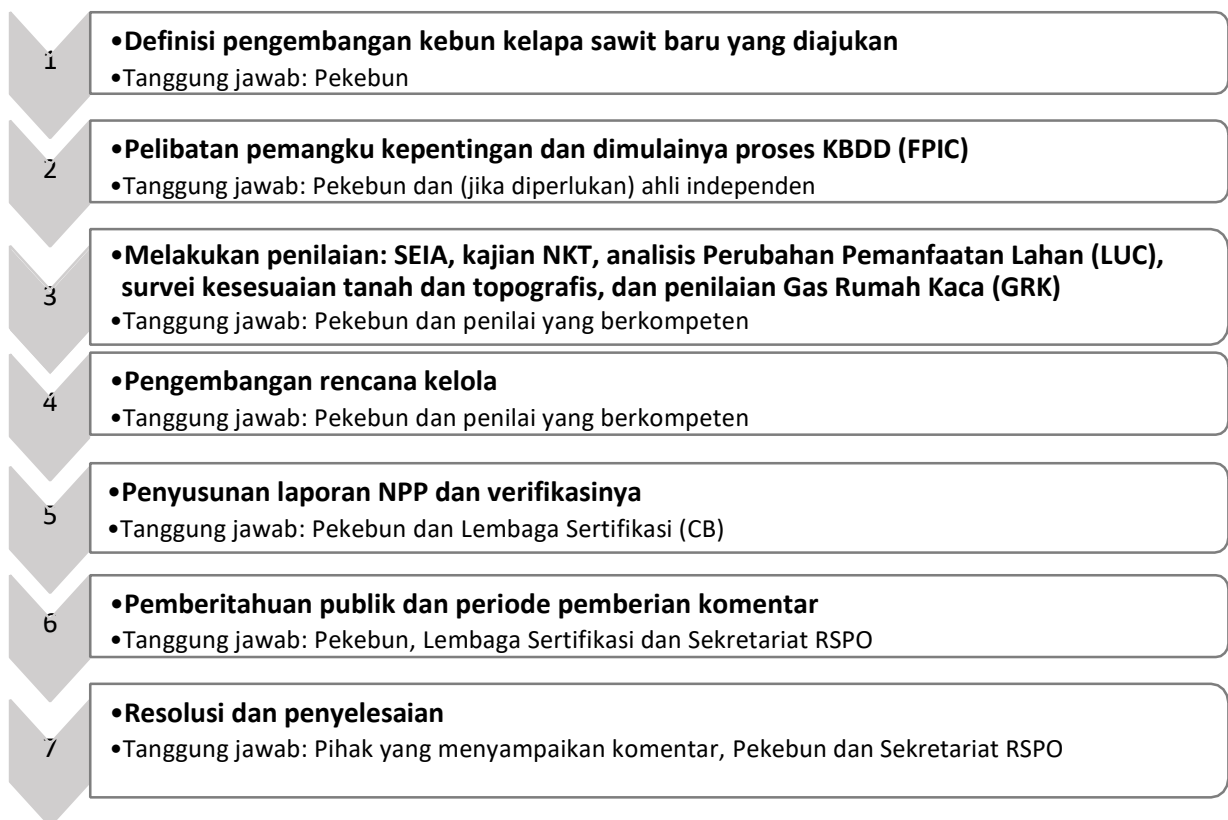 1
•Definisi pengembangan kebun kelapa sawit baru yang diajukan
•Tanggung jawab: Pekebun
2
•Pelibatan pemangku kepentingan dan dimulainya proses KBDD (FPIC)
•Tanggung jawab: Pekebun dan (jika diperlukan) ahli independen
3
•Melakukan penilaian: SEIA, kajian NKT, analisis Perubahan Pemanfaatan Lahan (LUC),
survei kesesuaian tanah dan topografis, dan penilaian Gas Rumah Kaca (GRK)
•Tanggung jawab: Pekebun dan penilai yang berkompeten
4
•Pengembangan rencana kelola
•Tanggung jawab: Pekebun dan penilai yang berkompeten
5
•Penyusunan laporan NPP dan verifikasinya
•Tanggung jawab: Pekebun dan Lembaga Sertifikasi (CB)
6
•Pemberitahuan publik dan periode pemberian komentar
•Tanggung jawab: Pekebun, Lembaga Sertifikasi dan Sekretariat RSPO
7
•Resolusi dan penyelesaian
•Tanggung jawab: Pihak yang menyampaikan komentar, Pekebun dan Sekretariat RSPO